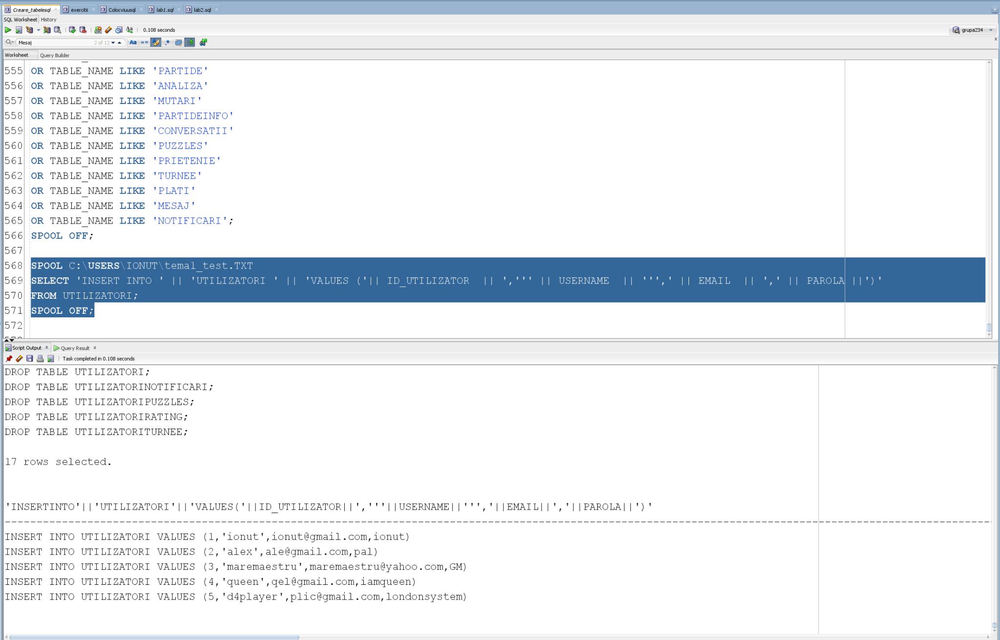 Creare_tabelesql exercitii Colocviuusql lab1.sql lab2.sql
SQL Worksheet History
0.108 seconds grupa234
Mesaj 2 of 12 Aa
Worksheet Query Builder
555 OR TABLE_NAME LIKE 'PARTIDE'
556 OR TABLE_NAME LIKE 'ANALIZA'
557 OR TABLE_NAME LIKE 'MUTARI'
558 OR TABLE_NAME LIKE 'PARTIDEINFO'
559 OR TABLE_NAME LIKE 'CONVERSATII'
560 OR TABLE_NAME LIKE 'PUZZLES'
561 OR TABLE_NAME LIKE 'PRIETENIE'
562 OR TABLE_NAME LIKE 'TURNEE'
563 OR TABLE_NAME LIKE 'PLATI'
564 OR TABLE_NAME LIKE 'MESAJ'
565 OR TABLE_NAME LIKE 'NOTIFICARI';
566 SPOOL OFF;
567
568 SPOOL C:\USERS\IONUT\tema1_test.TXT
569 SELECT 'INSERT INTO ' || 'UTILIZATORI ' || 'VALUES ('|| ID_UTILIZATOR || ',''' || USERNAME || ''',' || EMAIL || ',' || PAROLA ||')'
570 FROM UTILIZATORI;
571 SPOOL OFF;
572
Script Output Query Result
Task completed in 0.108 seconds
DROP TABLE UTILIZATORI;
DROP TABLE UTILIZATORINOTIFICARI;
DROP TABLE UTILIZATORIPUZZLES;
DROP TABLE UTILIZATORIRATING;
DROP TABLE UTILIZATORITURNEE;
17 rows selected.
'INSERTINTO'||'UTILIZATORI'||'VALUES('||ID_UTILIZATOR||','''||USERNAME||''','||EMAIL||','||PAROLA||')'
INSERT INTO UTILIZATORI VALUES (1,'ionut',ionut@gmail.com,ionut)
INSERT INTO UTILIZATORI VALUES (2,'alex',ale@gmail.com,pal)
INSERT INTO UTILIZATORI VALUES (3,'maremaestru',maremaestru@yahoo.com,GM)
INSERT INTO UTILIZATORI VALUES (4,'queen',qel@gmail.com,iamqueen)
INSERT INTO UTILIZATORI VALUES (5,'d4player',plic@gmail.com,londonsystem)